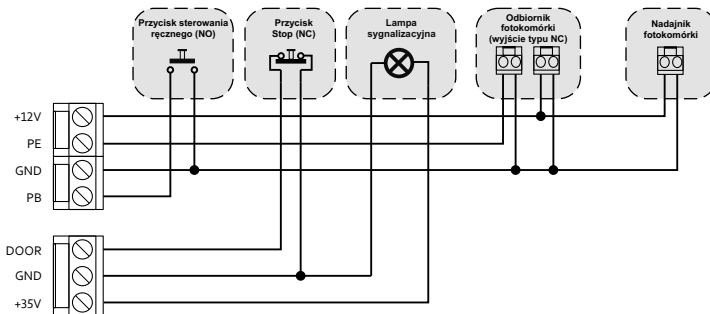 Przycisk sterowania
ręcznego (NO)
Przycisk
Stop (NC)
Lampa
sygnalizacyjna
Odbiornik
fotokomórki
(wyjście typu NC)
Nadajnik
fotokomórki
+12V
PE
GND
PB
DOOR
GND
+35V